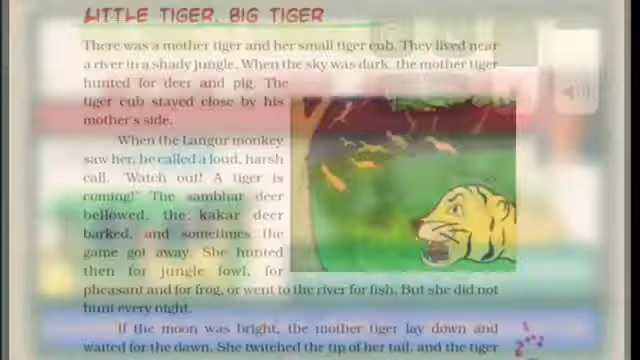 LITTLE TIGER, BIG TIGER
There was a mother tiger and her small tiger cub. They lived near
a river in a shady jungle. When the sky was dark, the mother tiger
hunted for deer and pig. The
tiger cub stayed close by his
mother's side.
When the Langur monkey
saw her, he called a loud, harsh
call. "Watch out! A tiger is
coming!" The sambhar deer
bellowed, the kakar deer
barked, and sometimes the
game got away. She hunted
then for jungle fowl, for
pheasant and for frog, or went to the river for fish. But she did not
hunt every night.
If the moon was bright, the mother tiger lay down and
waited for the dawn. She twitched the tip of her tail, and the tiger